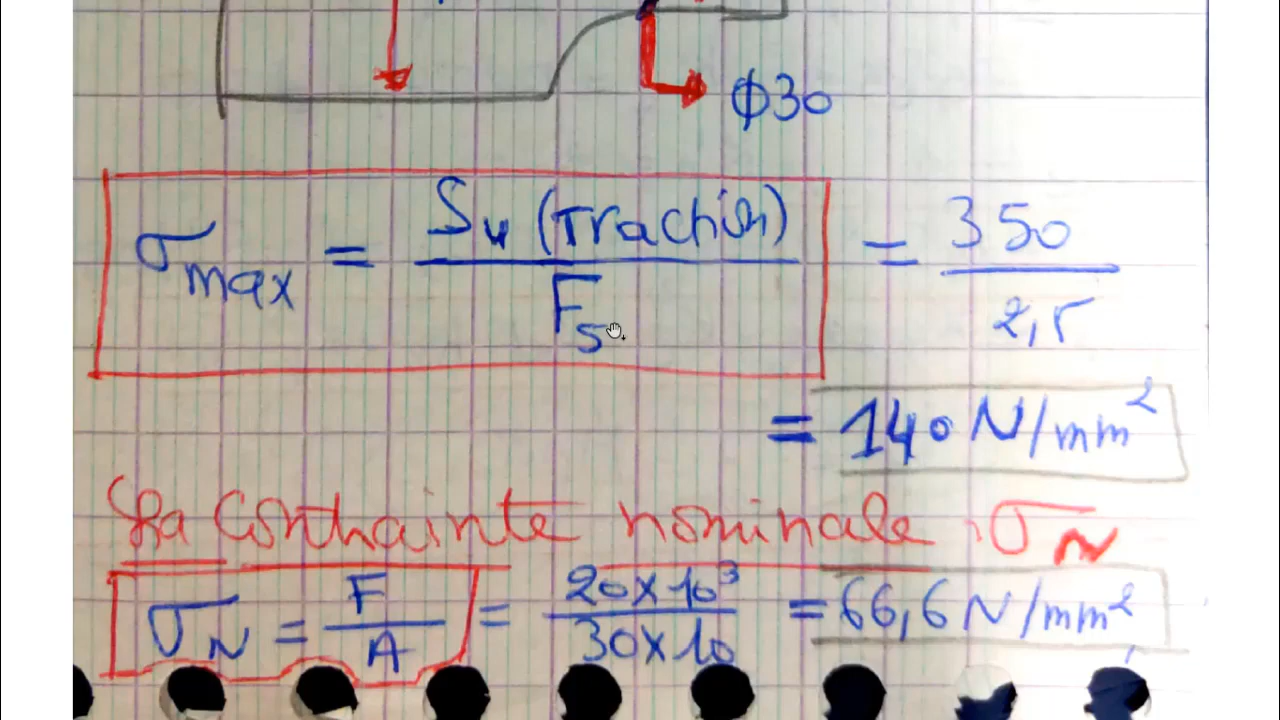 ϕ30
σmax = Su (Traction) / Fs = 350 / 2,5
= 140 N/mm²
La Contrainte nominale : σN
σN = F / A = 20×10³ / 30×10 = 66,6 N/mm²